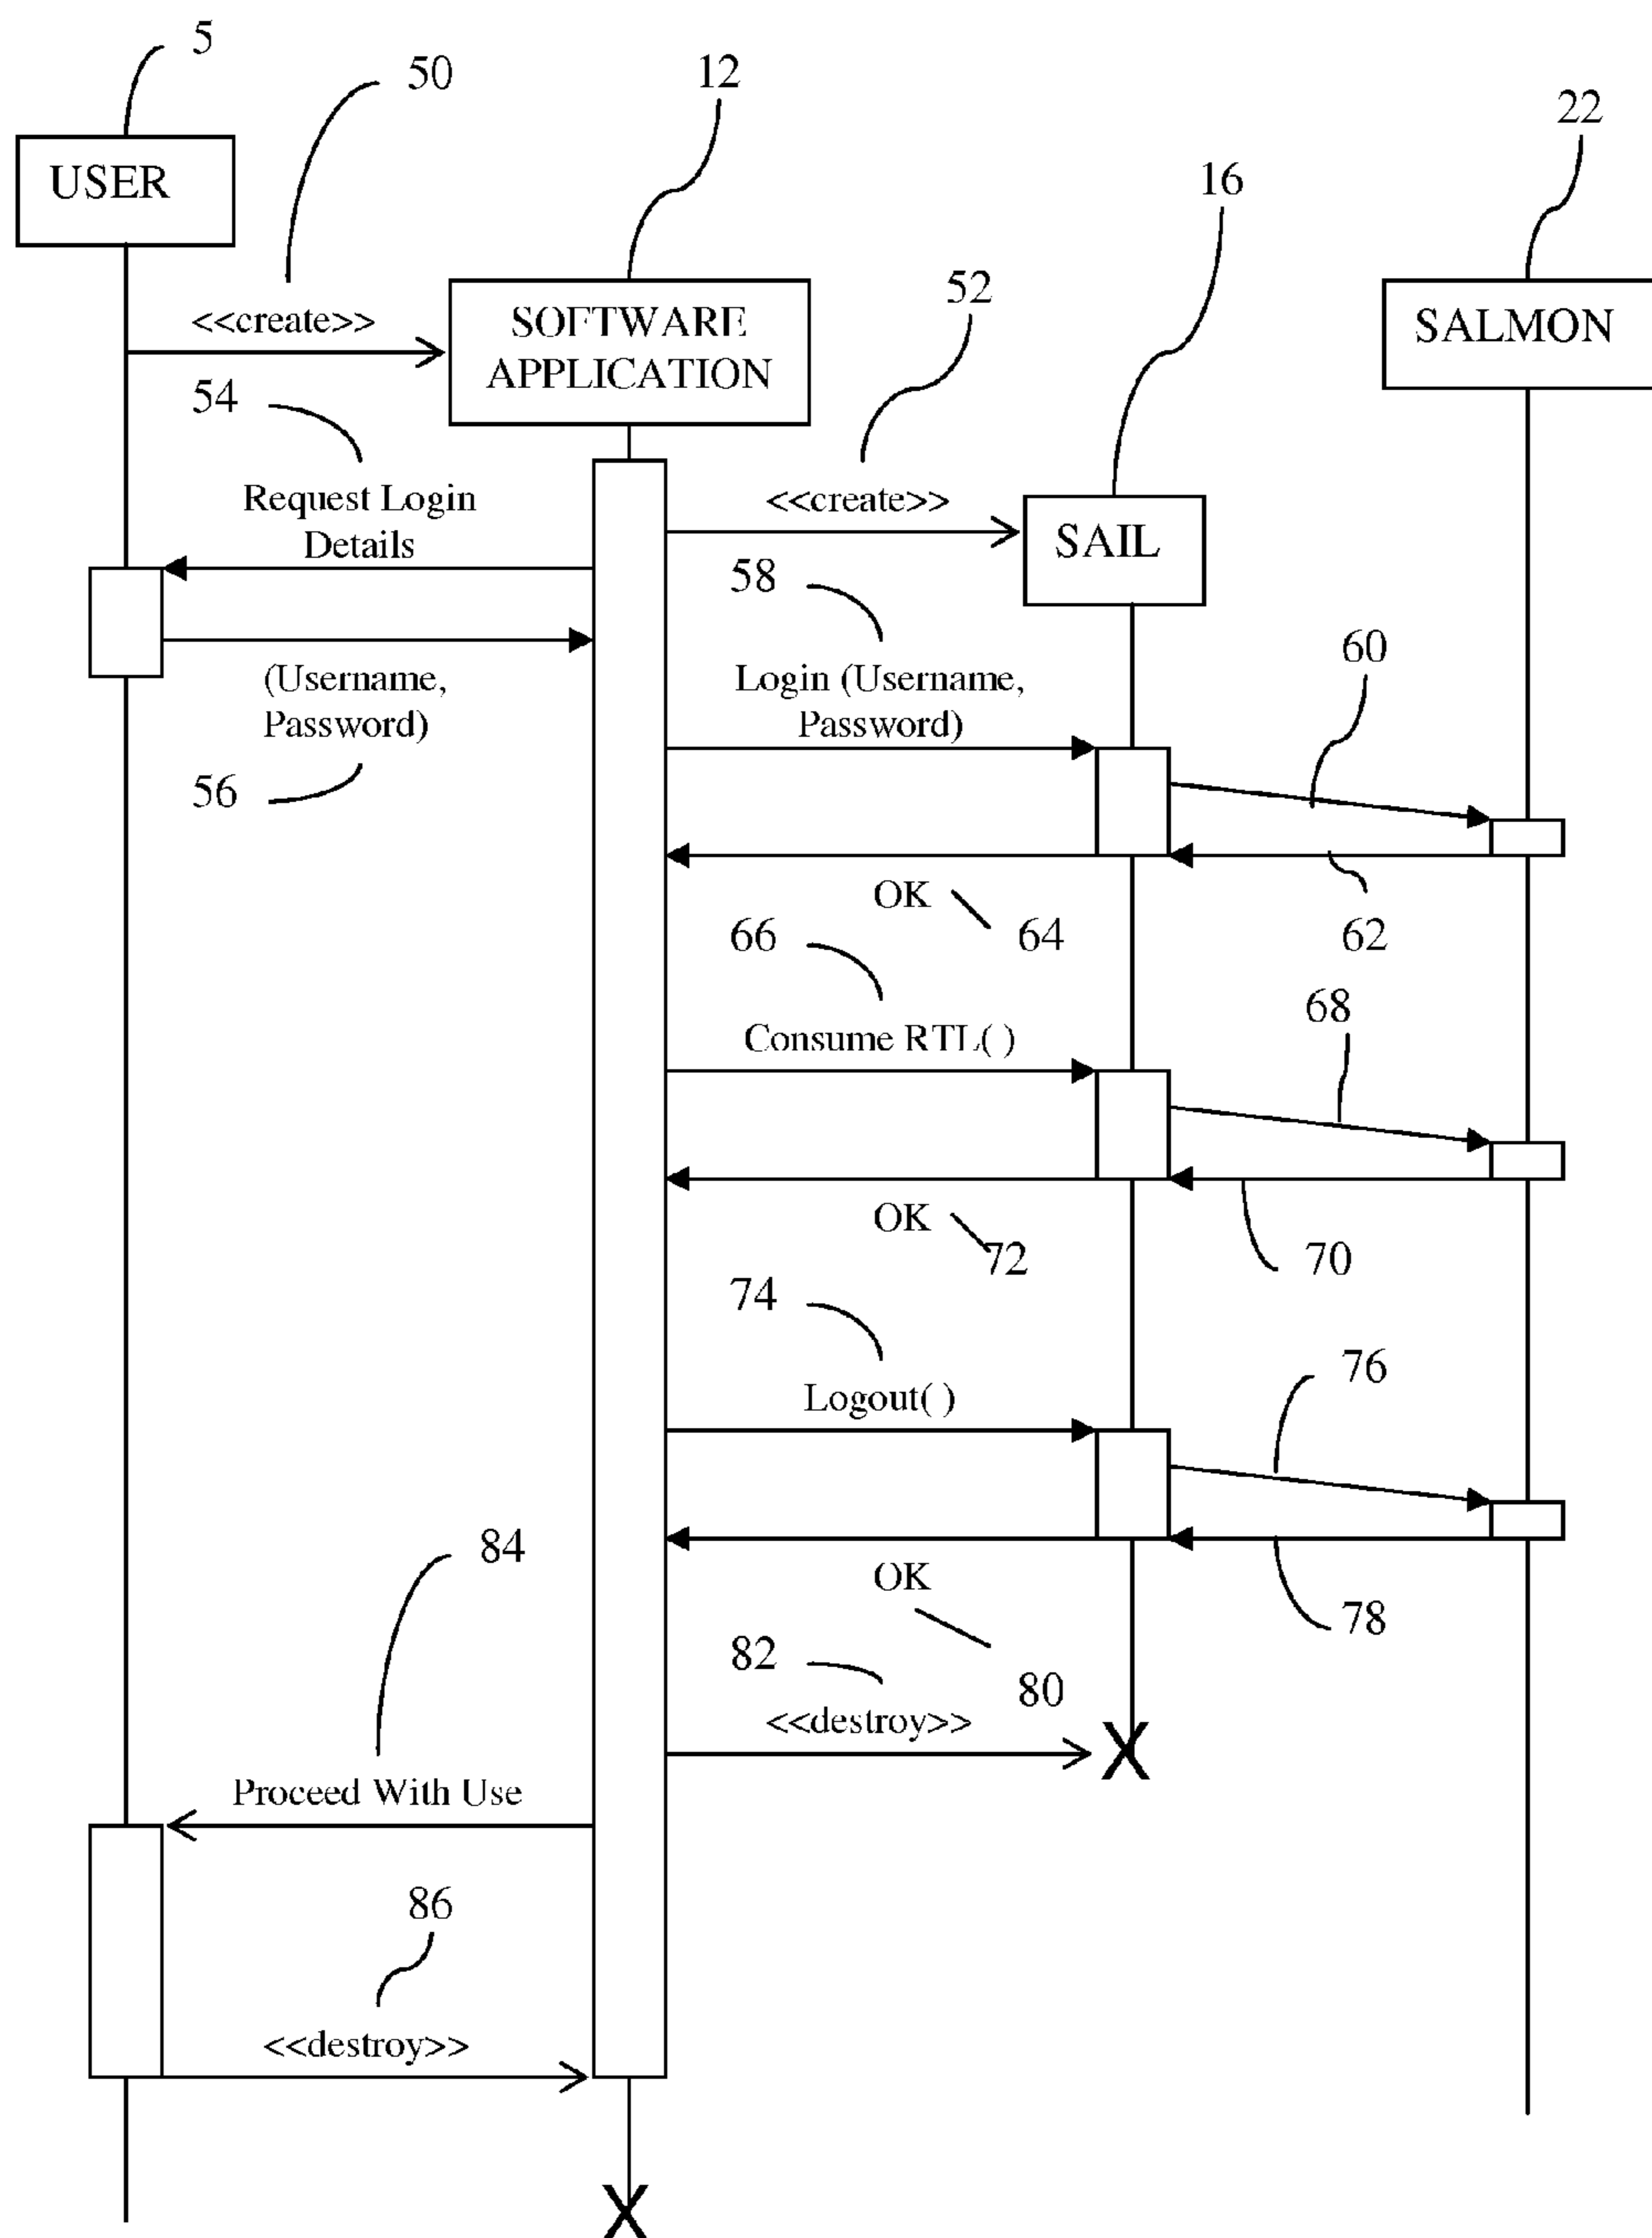 5
50
12
22
USER
16
<<create>>
SOFTWARE
APPLICATION
52
SALMON
54
Request Login
Details
<<create>>
SAIL
58
60
(Username,
Password)
Login (Username,
Password)
56
OK
64
62
66
68
Consume RTL( )
OK
72
70
74
76
Logout( )
84
OK
78
82
80
<<destroy>>
X
Proceed With Use
86
<<destroy>>
X